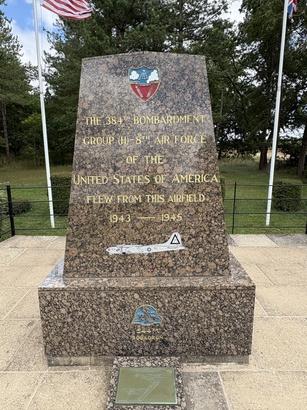 THE 384TH BOMBARDMENT
GROUP (H)-8TH AIR FORCE
OF THE
UNITED STATES OF AMERICA
FLEW FROM THIS AIRFIELD
1943 — 1945
SQUADRON